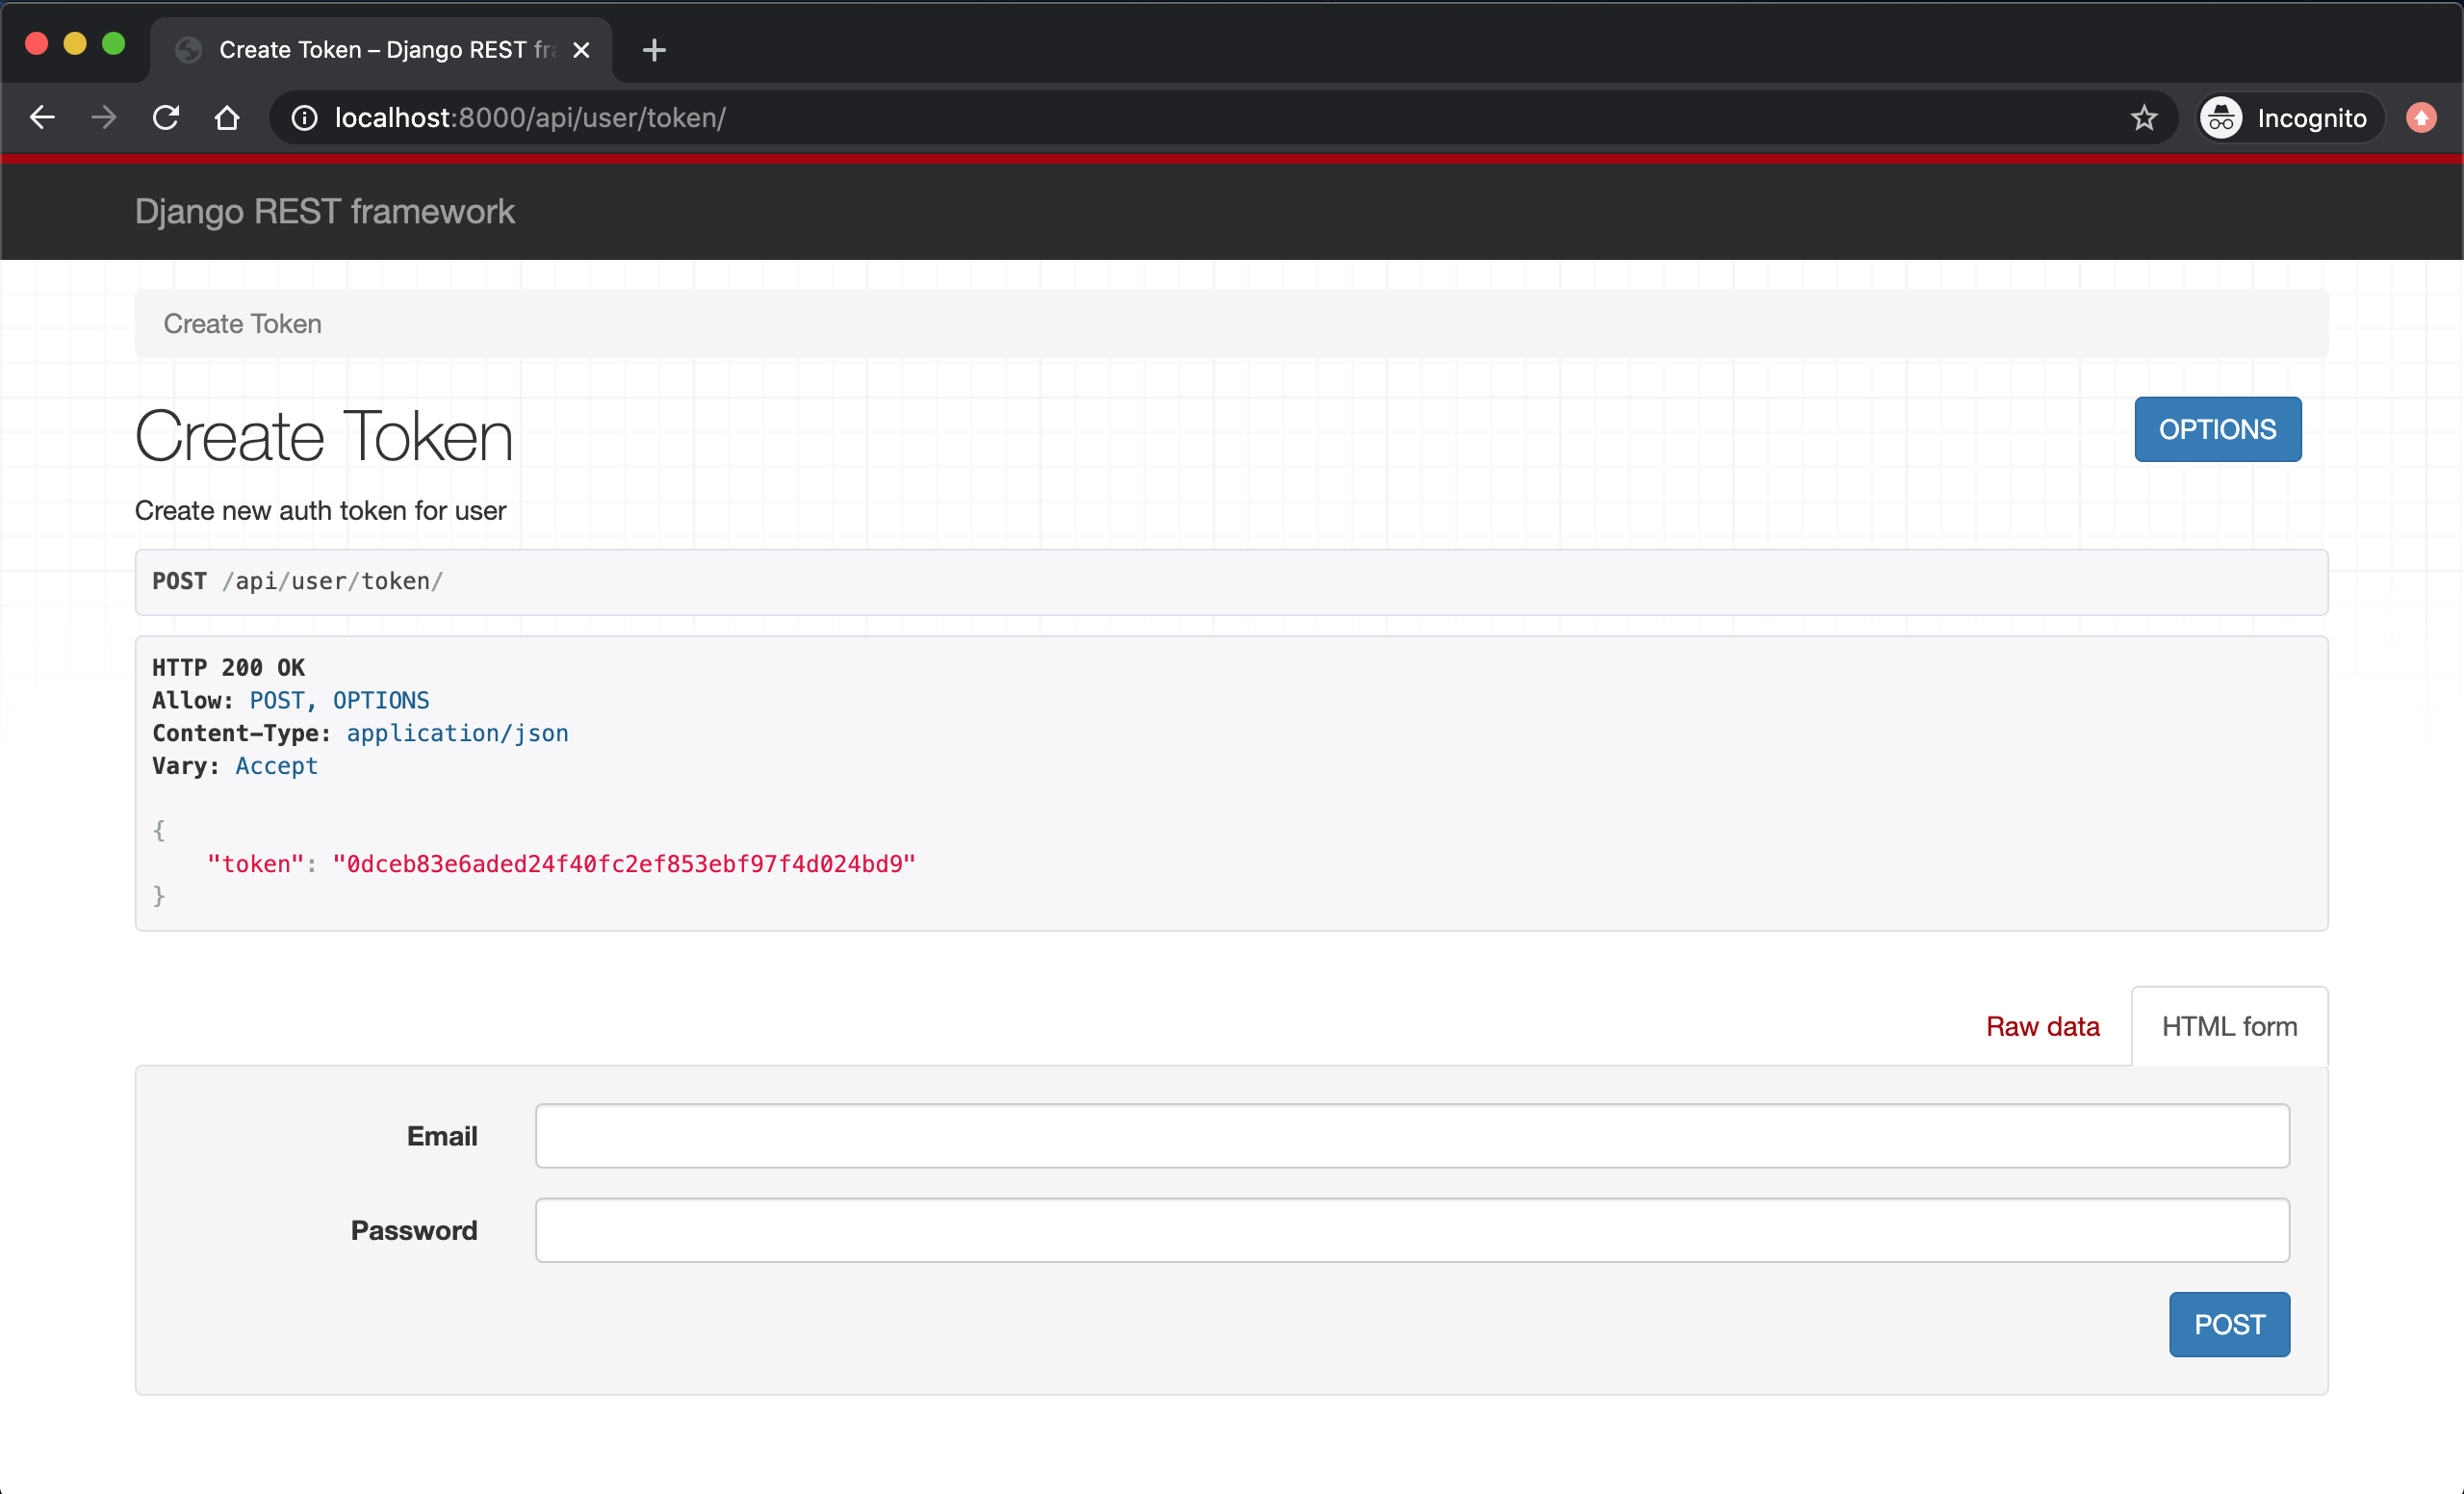 Create Token – Django REST fra
localhost:8000/api/user/token/
Incognito
Django REST framework
Create Token
Create Token
OPTIONS
Create new auth token for user
POST /api/user/token/
HTTP 200 OK
Allow: POST, OPTIONS
Content-Type: application/json
Vary: Accept
{
"token": "0dceb83e6aded24f40fc2ef853ebf97f4d024bd9"
}
Raw data
HTML form
Email
Password
POST